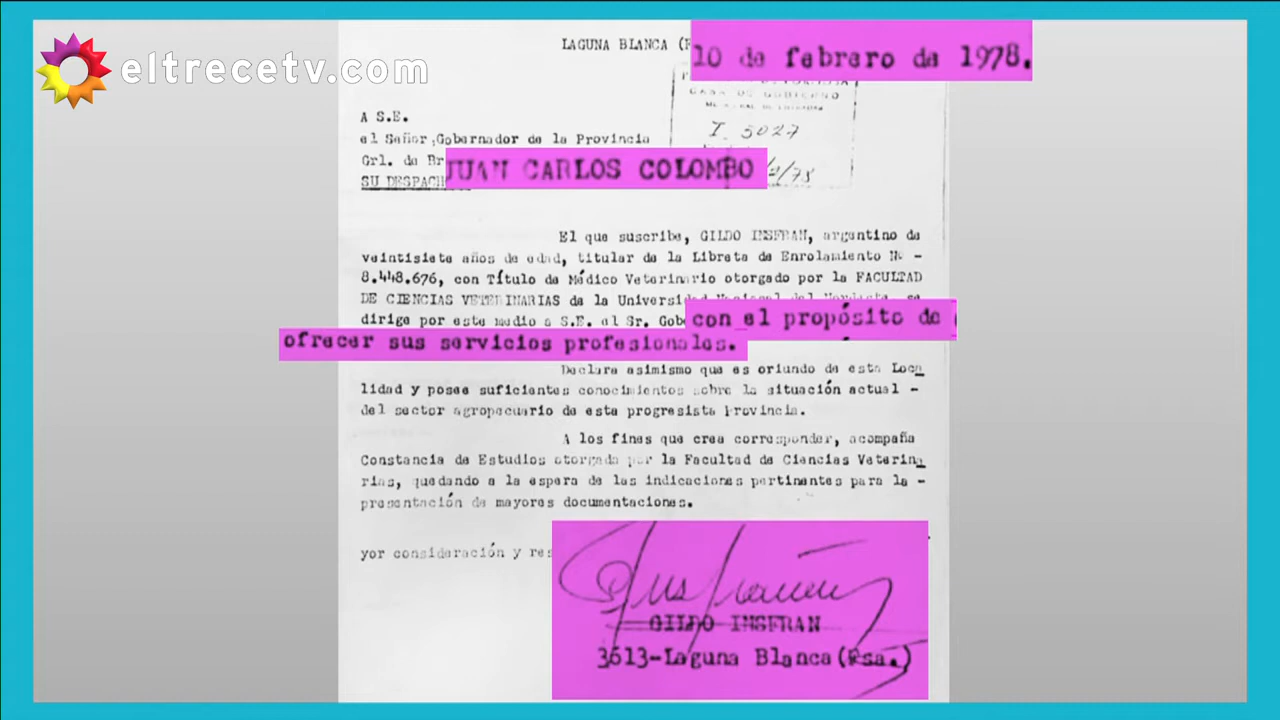 eltrecetv.com
LAGUNA BLANCA (F
10 de febrero de 1978.
CASA DE GOBIERNO
I 5027
A S.E.
el Señor Gobernador de la Provincia
Grl. de Br
JUAN CARLOS COLOMBO
/78
SU DESPACH
El que suscribe, GILDO INSFRAN, argentino de
veintisiete años de edad, titular de la Libreta de Enrolamiento Nº -
8.448.676, con Título de Médico Veterinario otorgado por la FACULTAD
DE CIENCIAS VETERINARIAS de la Universidad Nacional del Nordeste, se
dirige por este medio a S.E. el Sr. Gob
con el propósito de
ofrecer sus servicios profesionales.
Declara asimismo que es oriundo de esta Loca
lidad y posee suficientes conocimientos sobre la situación actual -
del sector agropecuario de esta progresista Provincia.
A los fines que crea corresponder, acompaña
Constancia de Estudios otorgada por la Facultad de Ciencias Veterina
rias, quedando a la espera de las indicaciones pertinentes para la -
presentación de mayores documentaciones.
yor consideración y res
GILDO INSFRAN
3613-Laguna Blanca (Fsa.)